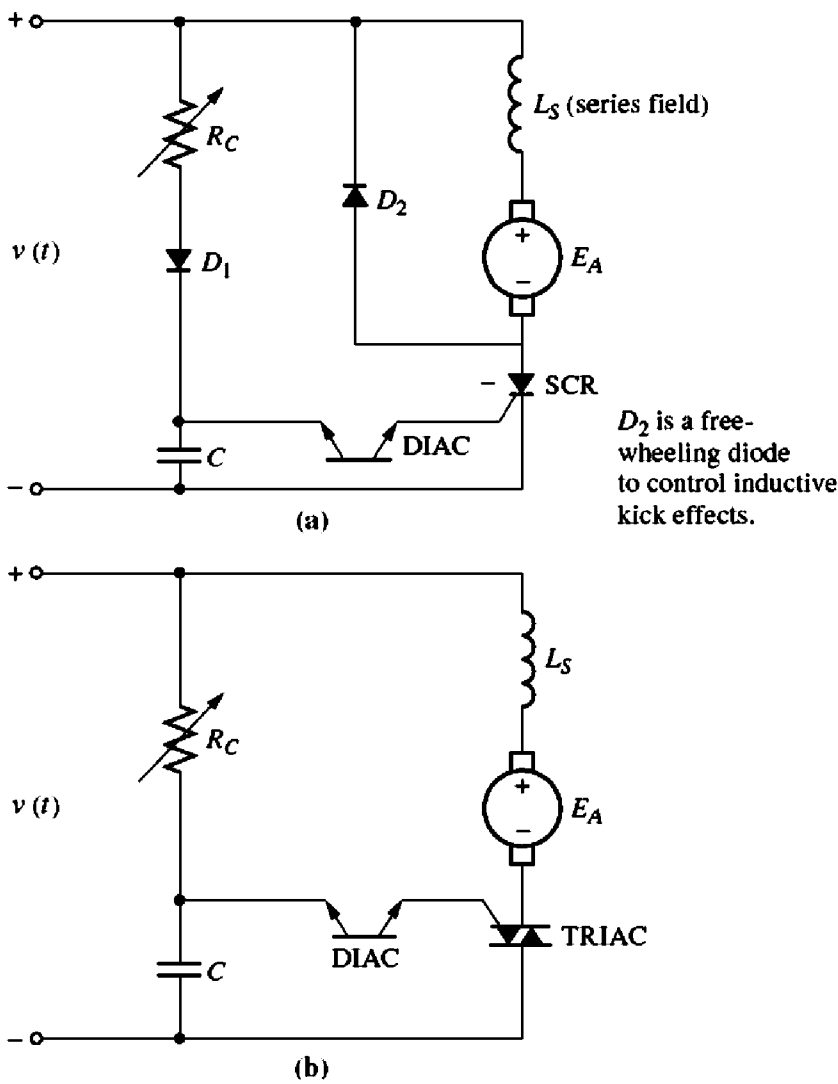 +
R_C
L_S (series field)
D_2
v (t)
D_1
+
E_A
−
− SCR
DIAC
C
D_2 is a free-
wheeling diode
to control inductive
kick effects.
−
(a)
+
L_S
R_C
v (t)
+
E_A
−
TRIAC
DIAC
C
−
(b)